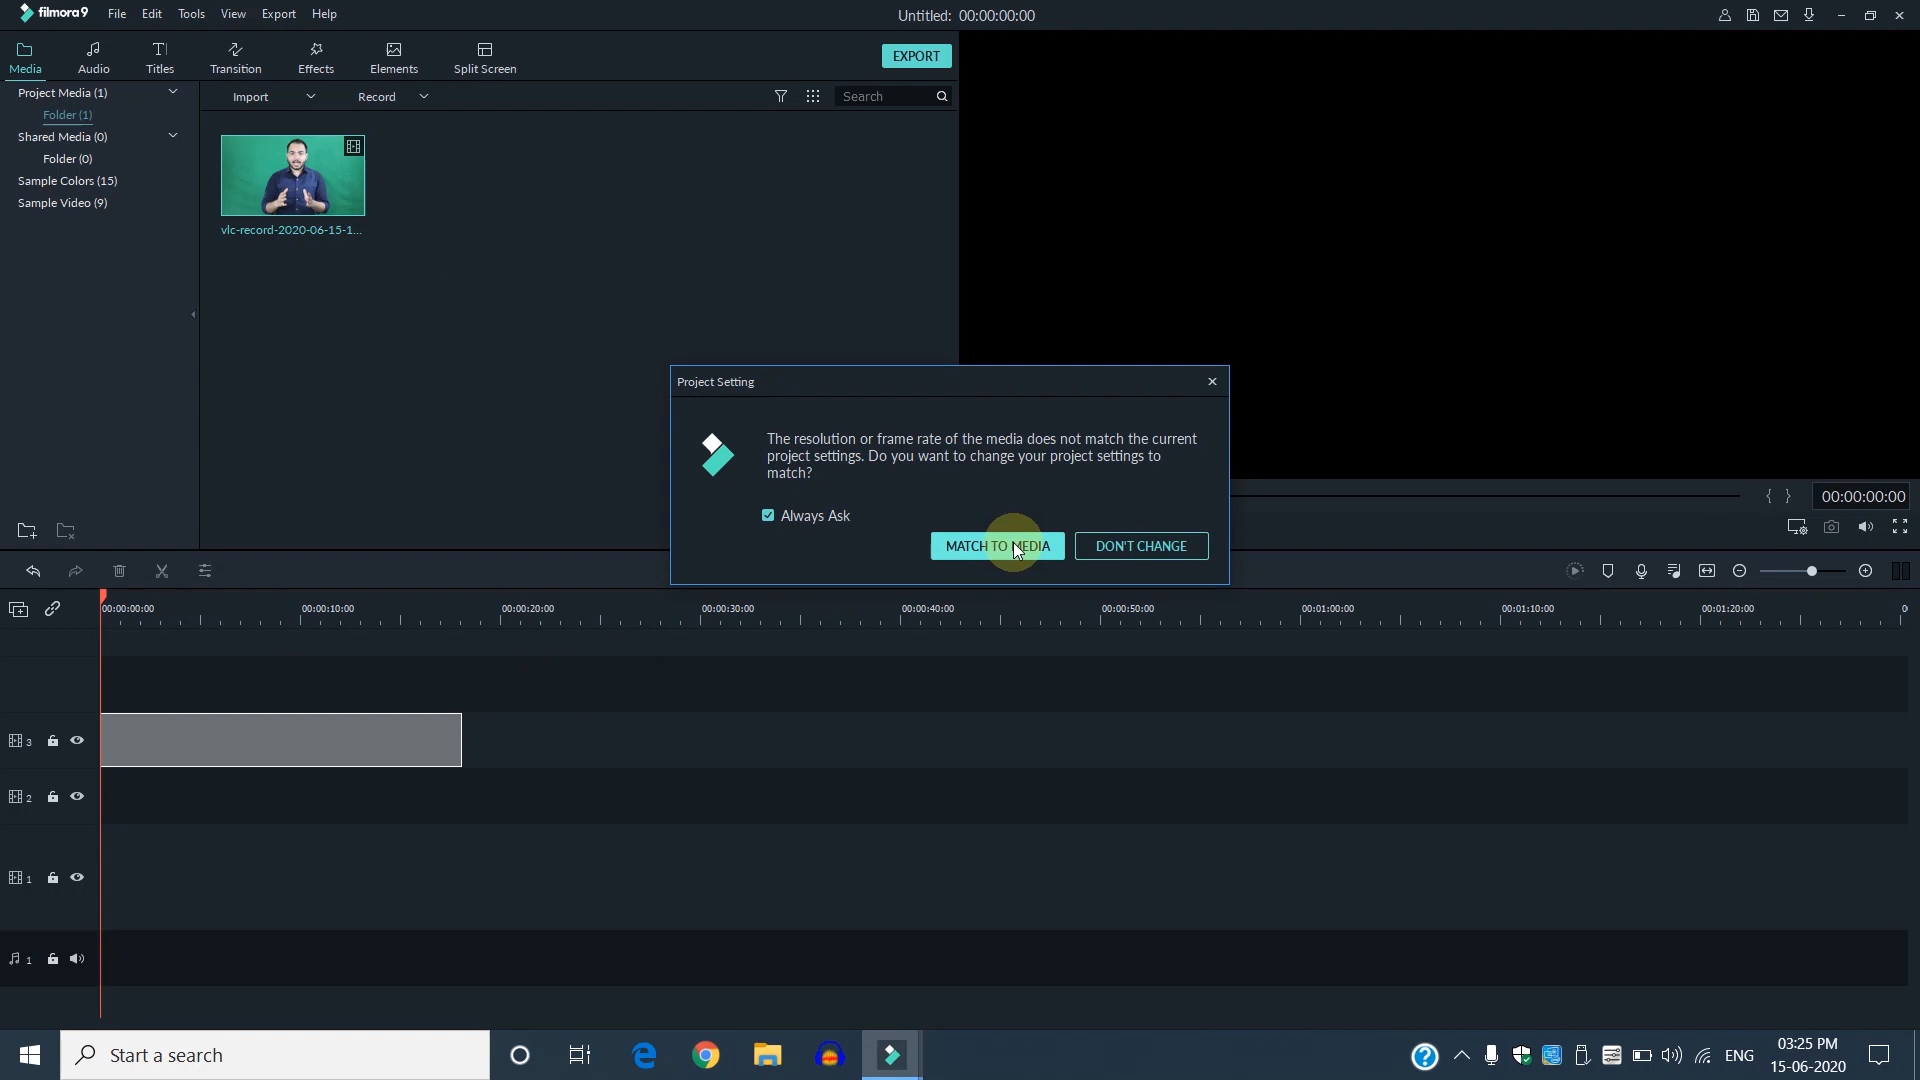 filmora9 File Edit Tools View Export Help
Untitled: 00:00:00:00
Media Audio Titles Transition Effects Elements Split Screen
EXPORT
Project Media (1)
Folder (1)
Shared Media (0)
Folder (0)
Sample Colors (15)
Sample Video (9)
Import Record Search
vlc-record-2020-06-15-1...
Project Setting
The resolution or frame rate of the media does not match the current
project settings. Do you want to change your project settings to
match?
Always Ask
MATCH TO MEDIA DON'T CHANGE
{ } 00:00:00:00
00:00:00:00 00:00:10:00 00:00:20:00 00:00:30:00 00:00:40:00 00:00:50:00 00:01:00:00 00:01:10:00 00:01:20:00 0
3
2
1
1
Start a search
ENG
03:25 PM
15-06-2020